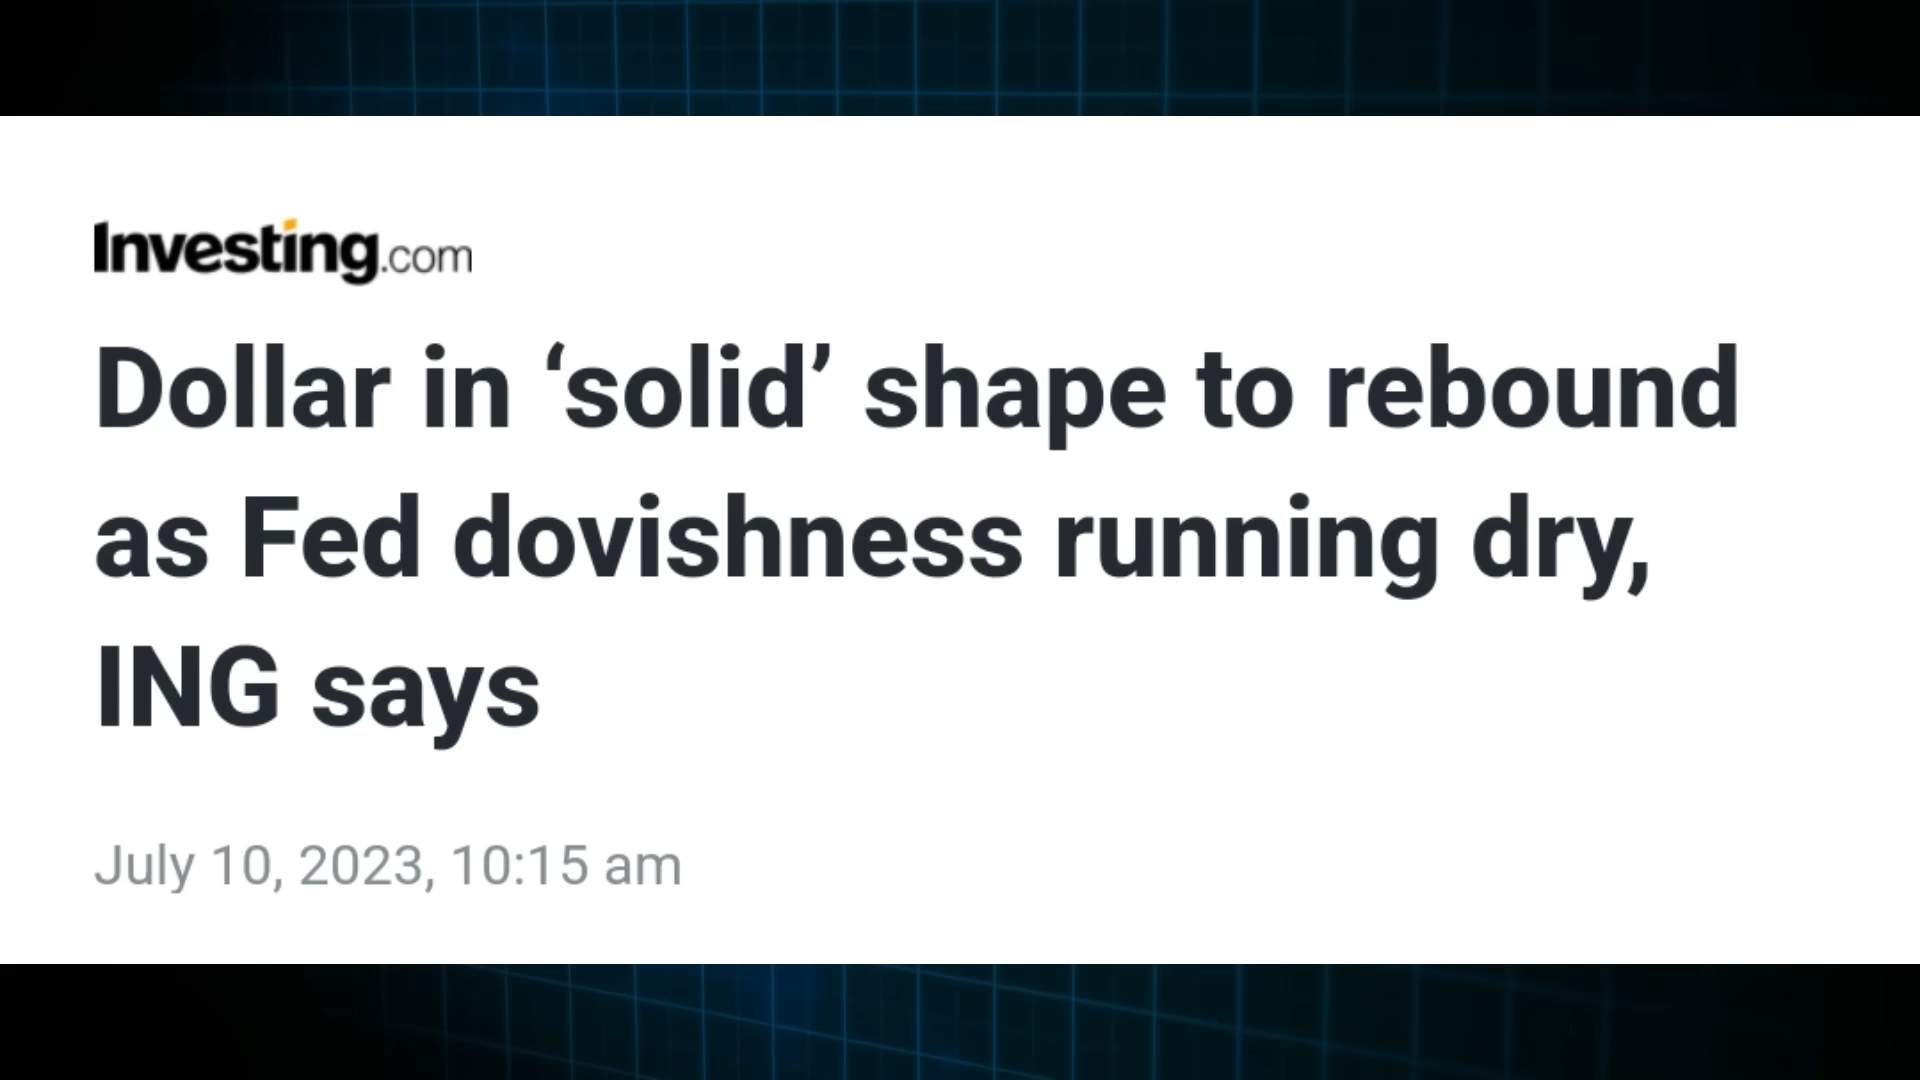 Investing.com
Dollar in ‘solid’ shape to rebound
as Fed dovishness running dry,
ING says
July 10, 2023, 10:15 am